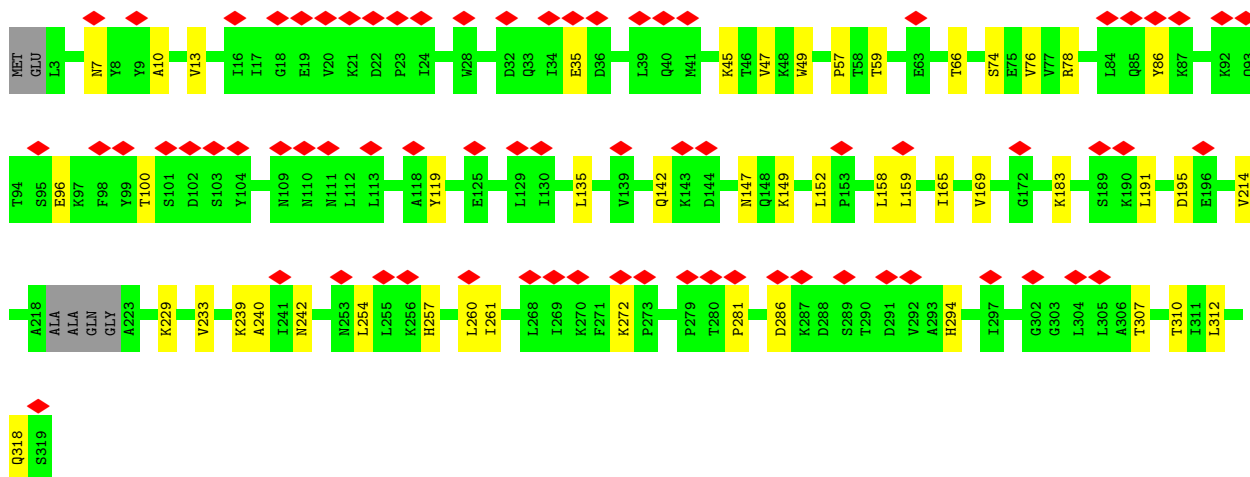 MET GLU L3 N7 Y8 Y9 A10 V13 I16 I17 G18 E19 V20 K21 D22 P23 I24 W28 D32 Q33 I34 E35 D36 L39 Q40 M41 K45 T46 V47 K48 W49 P57 T58 T59 E63 T66 S74 E75 V76 V77 R78 L84 Q85 Y86 K87 K92 D93
T94 S95 E96 K97 F98 Y99 T100 S101 D102 S103 Y104 N109 N110 N111 L112 L113 A118 Y119 E125 L129 I130 L135 V139 Q142 K143 D144 N147 Q148 K149 L152 P153 L158 L159 I165 V169 G172 K183 S189 K190 L191 D195 E196 V214
A218 ALA ALA GLN GLY A223 K229 V233 K239 A240 I241 N242 N253 L254 L255 K256 H257 L260 I261 L268 I269 K270 F271 K272 P273 P279 T280 P281 D286 K287 D288 S289 T290 D291 V292 A293 H294 I297 G302 G303 L304 L305 A306 T307 T310 I311 L312
Q318 S319